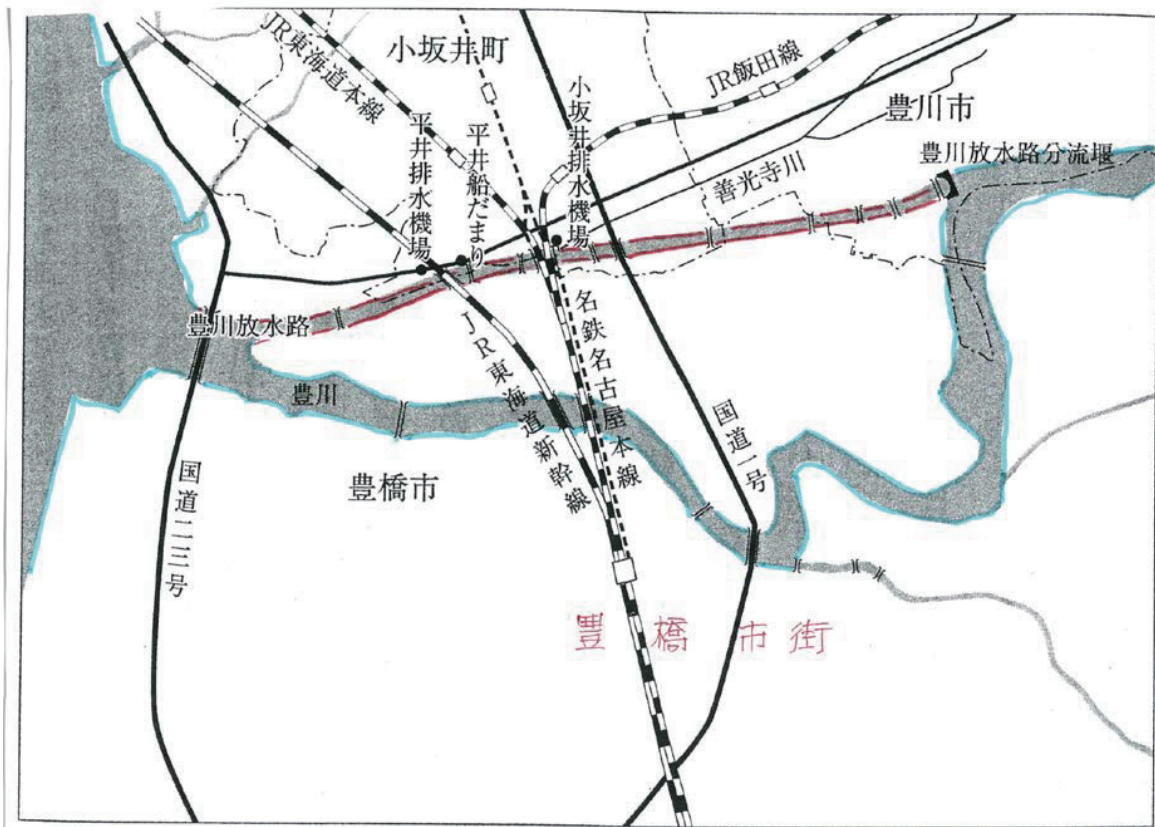 小坂井町
JR東海道本線
JR飯田線
小坂井排水機場
豊川市
平井排水機場
平井船だまり
善光寺川
豊川放水路分流堰
豊川放水路
豊川
JR東海道新幹線
名鉄名古屋本線
国道一号
豊橋市
国道二三号
豊橋市街